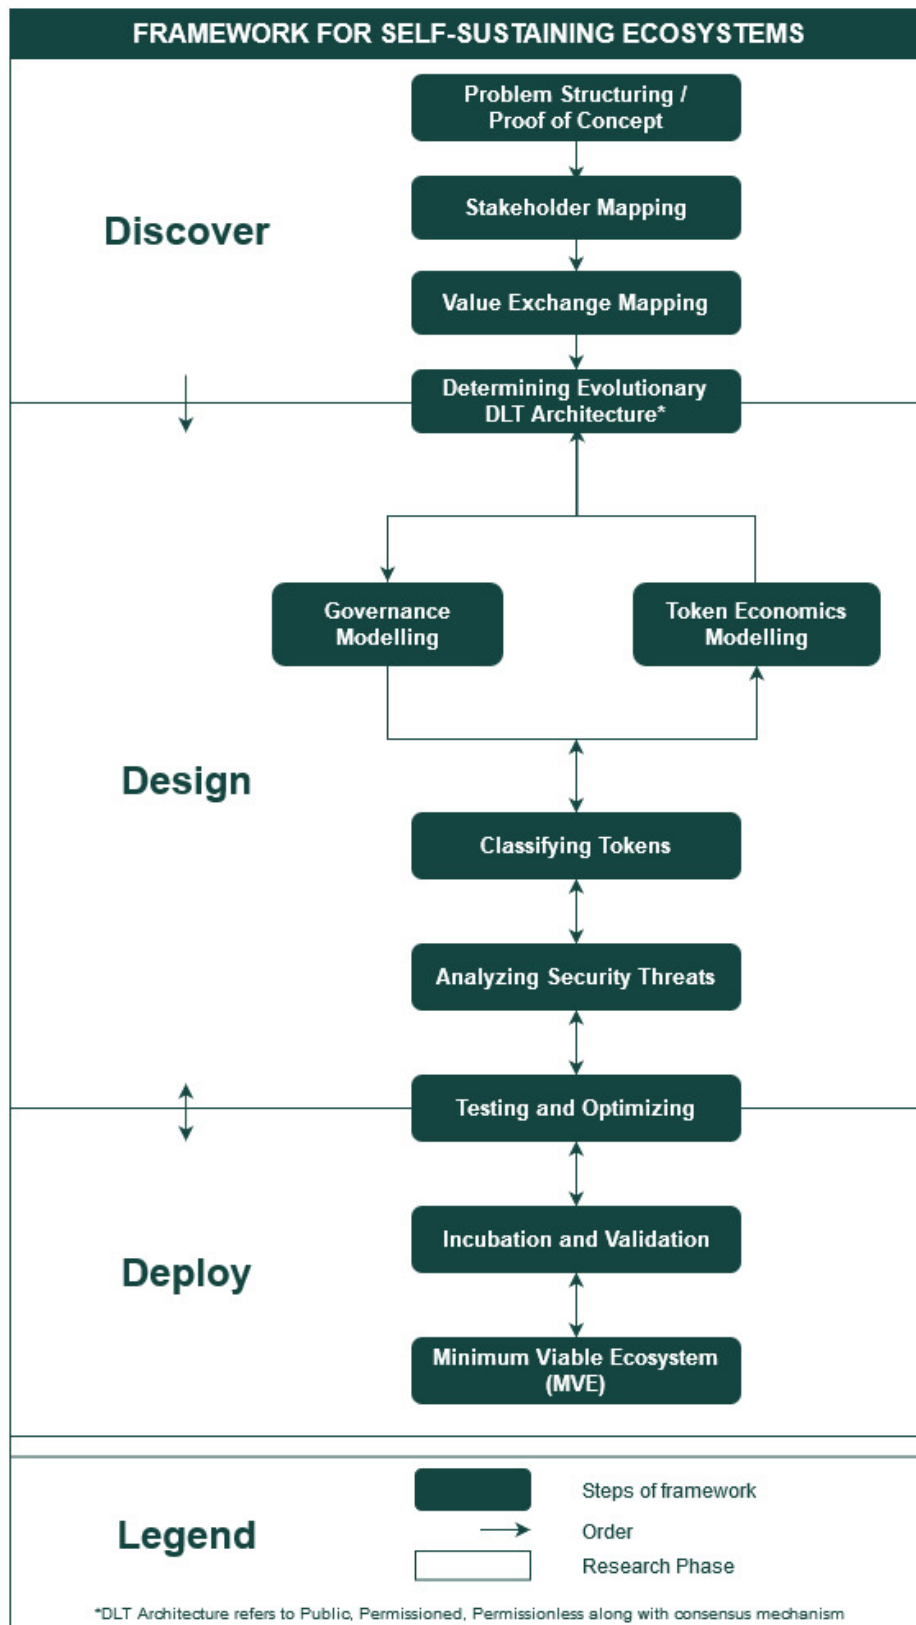 FRAMEWORK FOR SELF-SUSTAINING ECOSYSTEMS
Problem Structuring /
Proof of Concept
Stakeholder Mapping
Discover
Value Exchange Mapping
Determining Evolutionary
DLT Architecture*
Governance
Modelling
Token Economics
Modelling
Design
Classifying Tokens
Analyzing Security Threats
Testing and Optimizing
Incubation and Validation
Deploy
Minimum Viable Ecosystem
(MVE)
Legend
Steps of framework
Order
Research Phase
*DLT Architecture refers to Public, Permissioned, Permissionless along with consensus mechanism